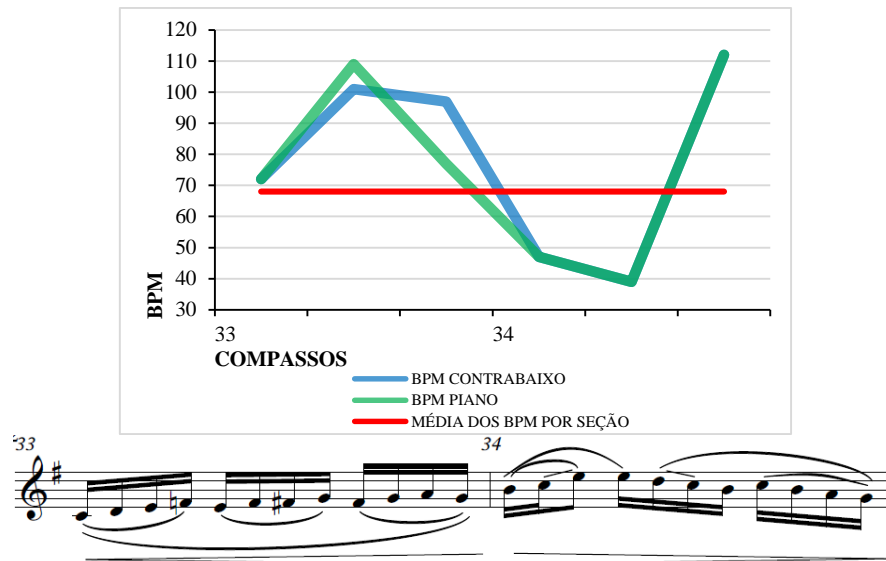 120
110
100
90
80
70
60
50
40
30
BPM
33 34
COMPASSOS
BPM CONTRABAIXO
BPM PIANO
MÉDIA DOS BPM POR SEÇÃO
33 34